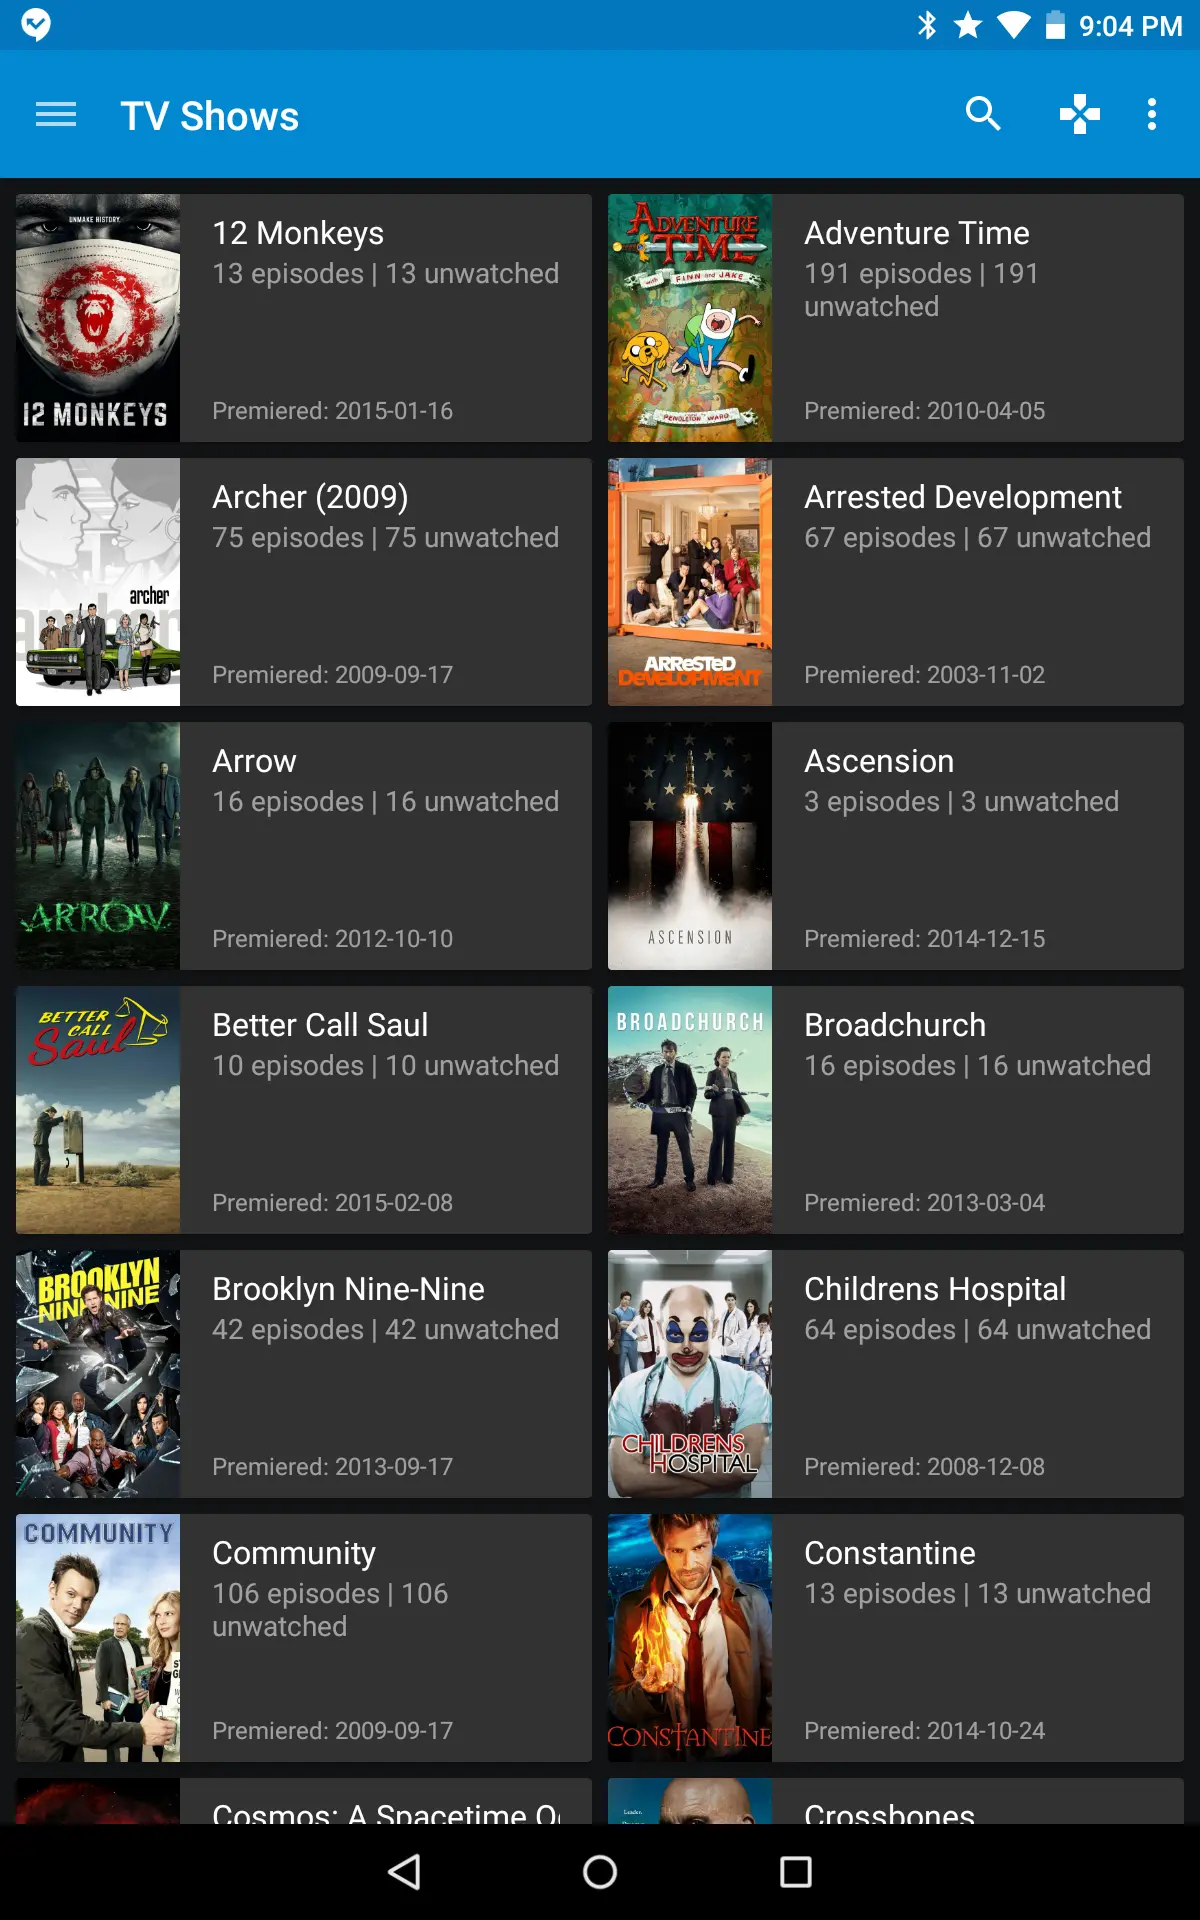 9:04 PM
TV Shows
UNMAKE HISTORY.
12 MONKEYS
12 Monkeys
13 episodes | 13 unwatched
Premiered: 2015-01-16
ADVENTURE
TIME
with FINN and JAKE
PENDLETON WARD
Adventure Time
191 episodes | 191
unwatched
Premiered: 2010-04-05
archer
Archer (2009)
75 episodes | 75 unwatched
Premiered: 2009-09-17
ARReSTeD
DeVeLOPMeNT
Arrested Development
67 episodes | 67 unwatched
Premiered: 2003-11-02
ARROW
Arrow
16 episodes | 16 unwatched
Premiered: 2012-10-10
ASCENSION
Ascension
3 episodes | 3 unwatched
Premiered: 2014-12-15
BETTER
CALL
Saul
Better Call Saul
10 episodes | 10 unwatched
Premiered: 2015-02-08
BROADCHURCH
Broadchurch
16 episodes | 16 unwatched
Premiered: 2013-03-04
BROOKLYN
NINE-NINE
Brooklyn Nine-Nine
42 episodes | 42 unwatched
Premiered: 2013-09-17
CHILDRENS
HOSPITAL
Childrens Hospital
64 episodes | 64 unwatched
Premiered: 2008-12-08
COMMUNITY
Community
106 episodes | 106
unwatched
Premiered: 2009-09-17
CONSTANTINE
Constantine
13 episodes | 13 unwatched
Premiered: 2014-10-24
Cosmos: A Spacetime
Leader.
Crossbones